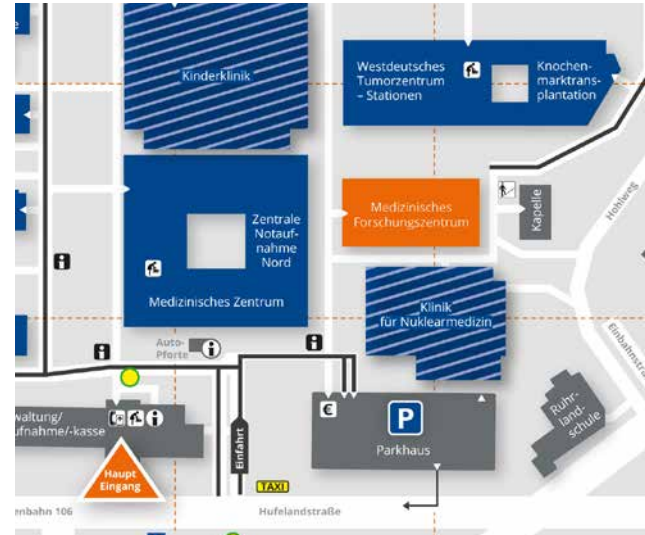 Kinderklinik
Westdeutsches
Tumorzentrum
– Stationen
Knochen-
marktrans-
plantation
Zentrale
Notauf-
nahme
Nord
Medizinisches Zentrum
Medizinisches
Forschungszentrum
Kapelle
Hohlweg
Klinik
für Nuklearmedizin
Auto-
Pforte
i
i
i
Einbahnstra
waltung/
ufnahme/-kasse
i
Haupt
Eingang
Einfahrt
€
P
Parkhaus
Ruhr-
land-
schule
TAXI
enbahn 106
Hufelandstraße